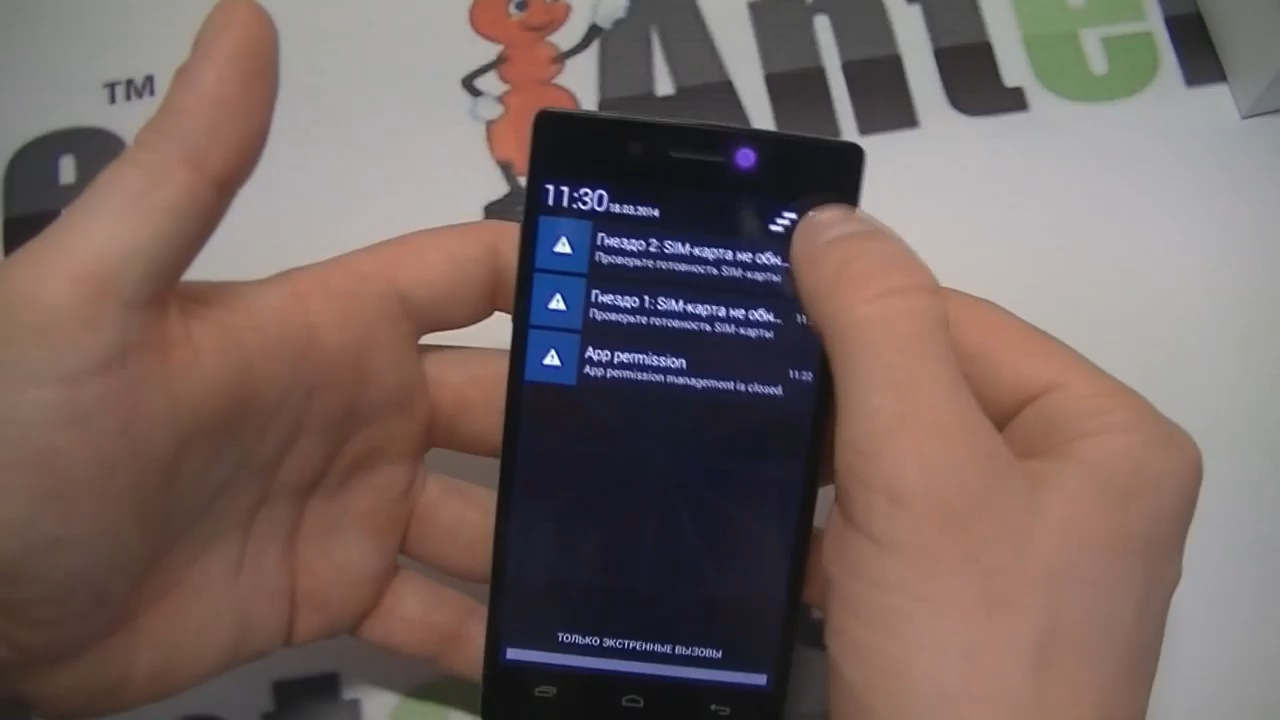 TM
Ante
11:30 18.03.2014
Гнездо 2: SIM-карта не обн...
Проверьте готовность SIM-карты
Гнездо 1: SIM-карта не обн...
Проверьте готовность SIM-карты
11:
App permission
App permission management is closed.
11:22
ТОЛЬКО ЭКСТРЕННЫЕ ВЫЗОВЫ